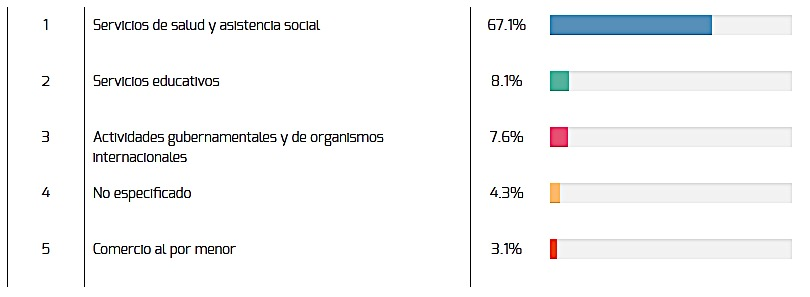 1 Servicios de salud y asistencia social 67.1%
2 Servicios educativos 8.1%
3 Actividades gubernamentales y de organismos 7.6%
internacionales
4 No especificado 4.3%
5 Comercio al por menor 3.1%